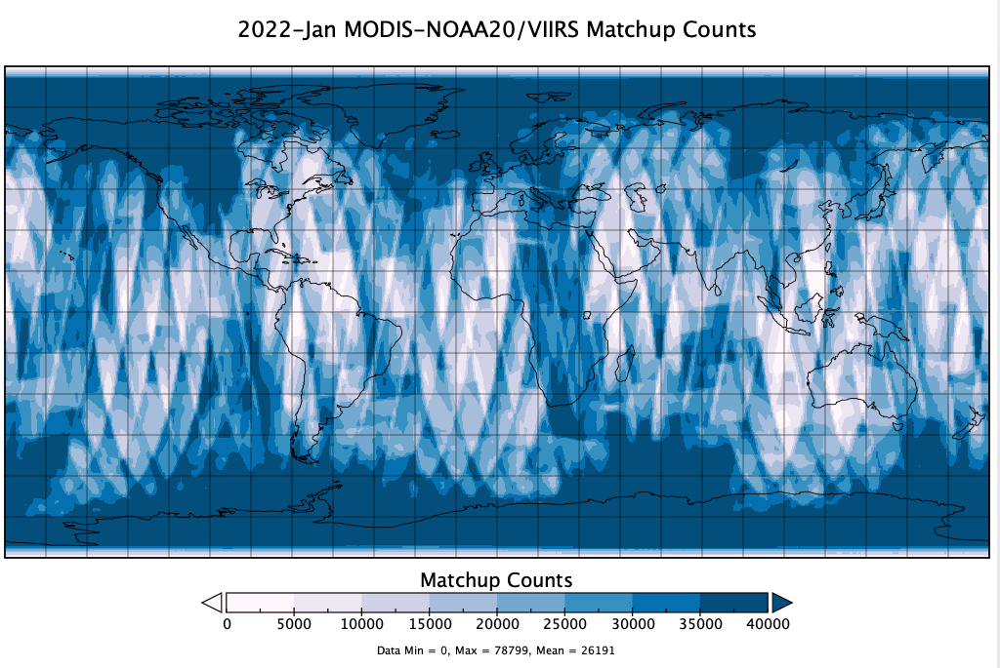 2022-Jan MODIS-NOAA20/VIIRS Matchup Counts
Matchup Counts
0 5000 10000 15000 20000 25000 30000 35000 40000
Data Min = 0, Max = 78799, Mean = 26191